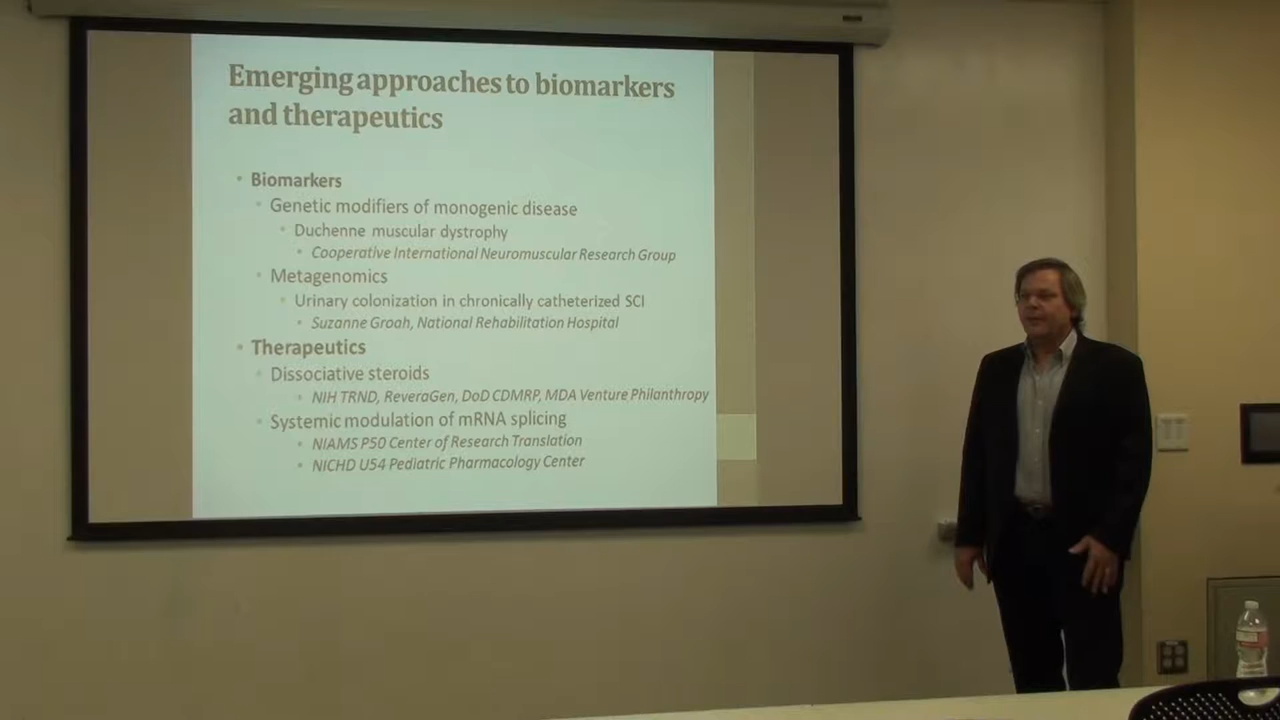 Emerging approaches to biomarkers
and therapeutics
• Biomarkers
• Genetic modifiers of monogenic disease
• Duchenne muscular dystrophy
• Cooperative International Neuromuscular Research Group
• Metagenomics
• Urinary colonization in chronically catheterized SCI
• Suzanne Groah, National Rehabilitation Hospital
• Therapeutics
• Dissociative steroids
• NIH TRND, ReveraGen, DoD CDMRP, MDA Venture Philanthropy
• Systemic modulation of mRNA splicing
• NIAMS P50 Center of Research Translation
• NICHD U54 Pediatric Pharmacology Center